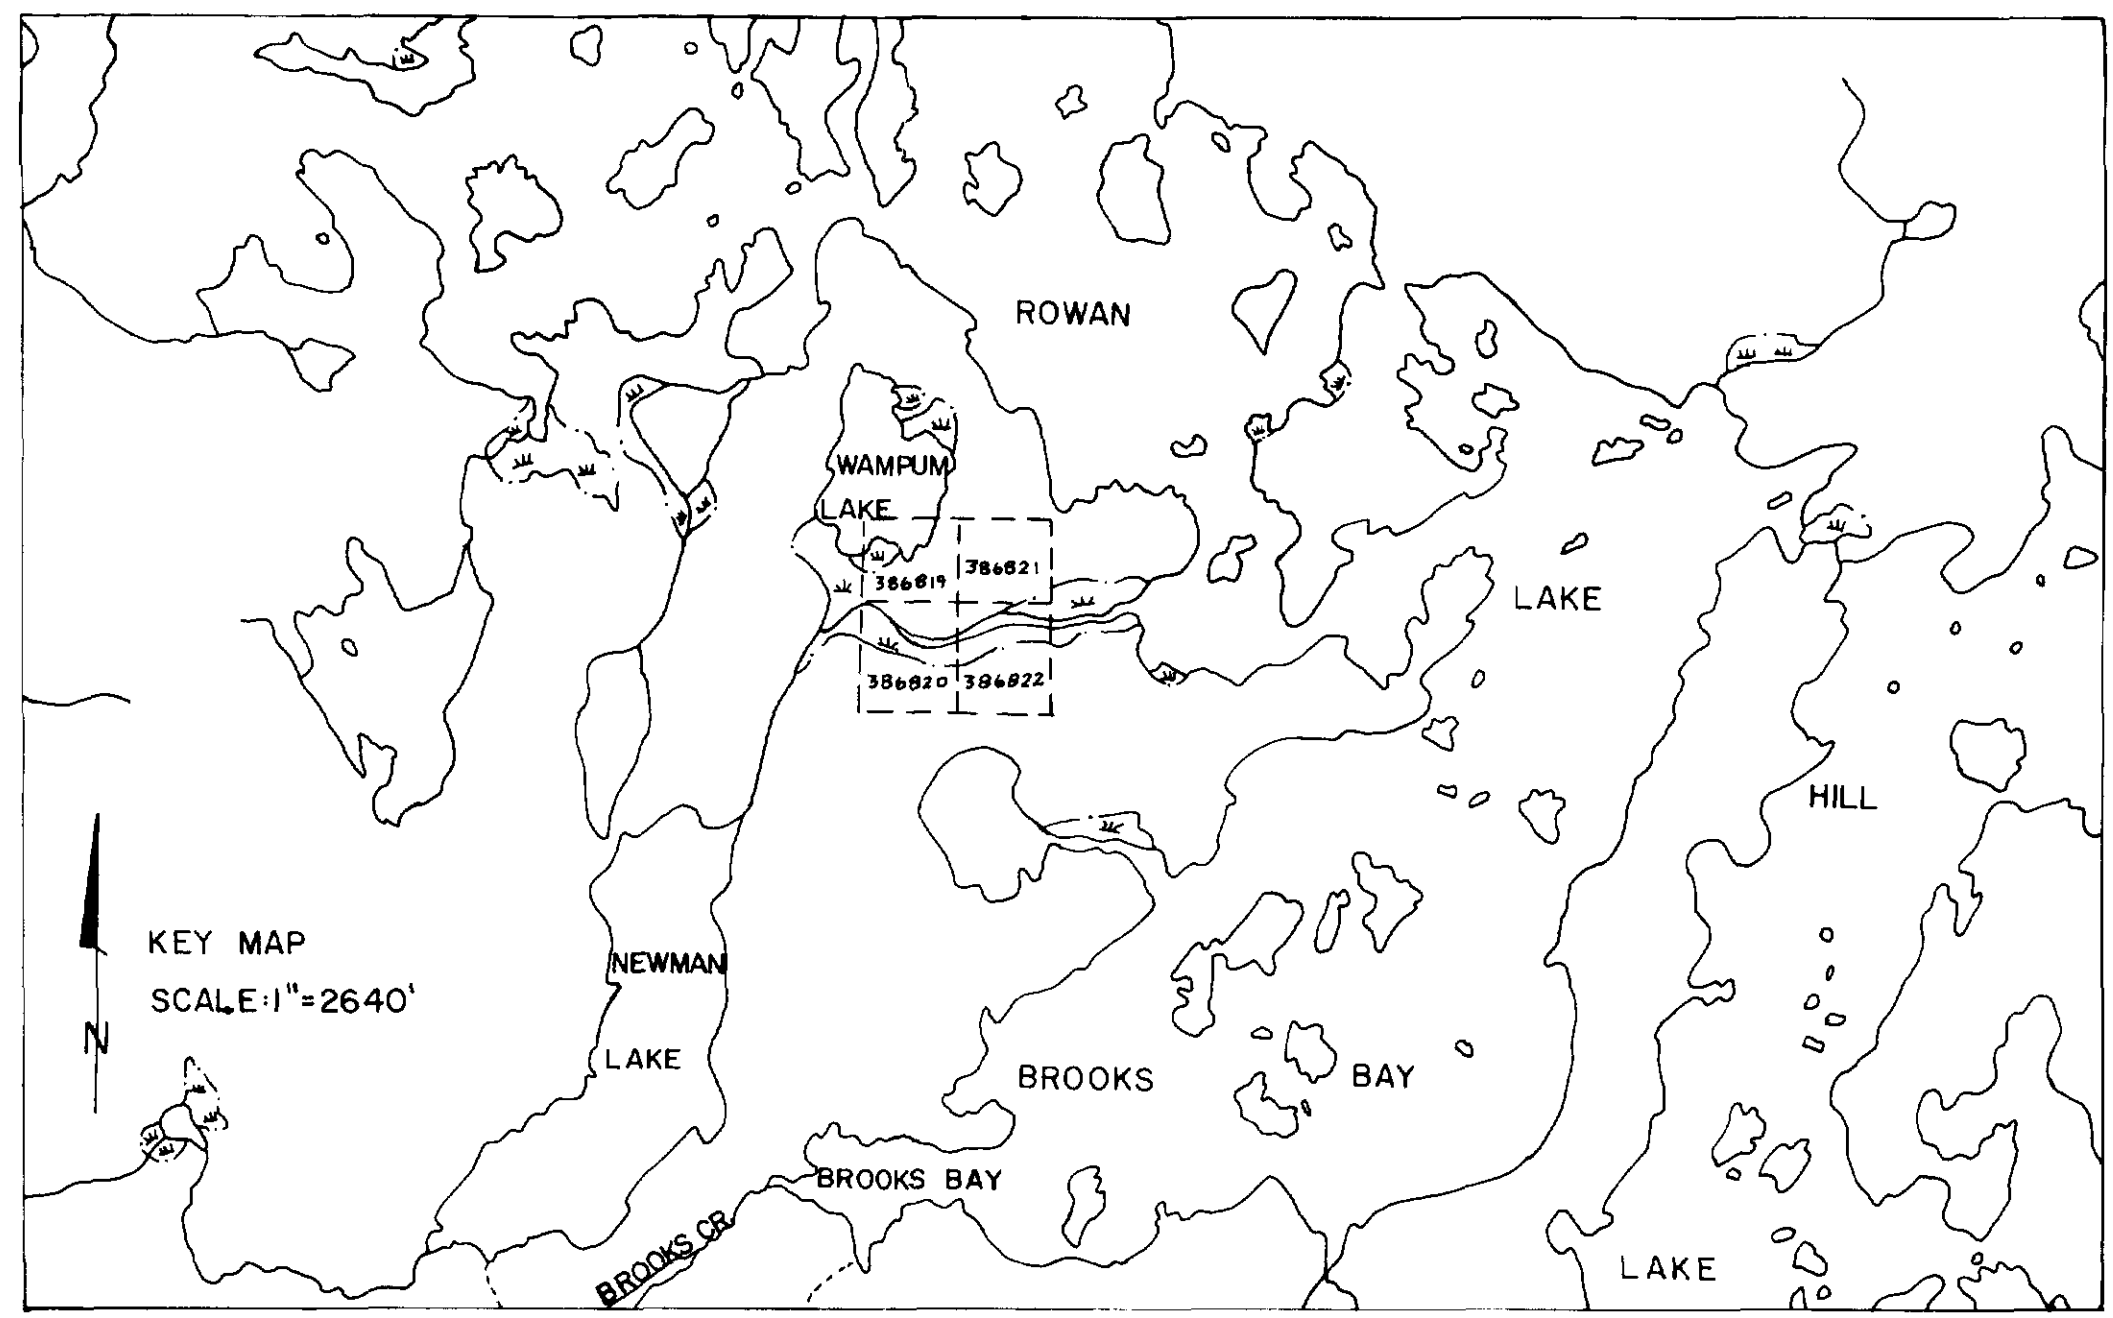 ROWAN
WAMPUM
LAKE
386819
386821
LAKE
386820
386822
HILL
KEY MAP
SCALE:1"=2640'
N
NEWMAN
LAKE
BROOKS
BAY
BROOKS BAY
BROOKS CR.
LAKE